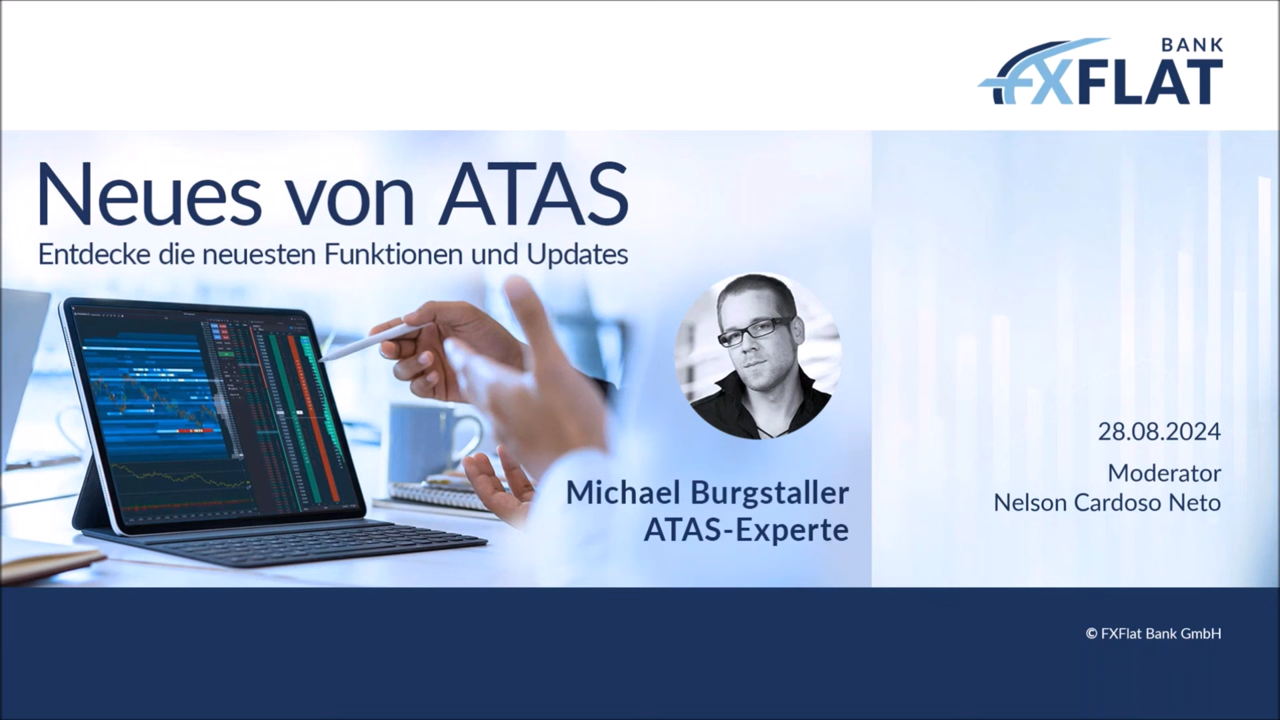 BANK
FXFLAT
Neues von ATAS
Entdecke die neuesten Funktionen und Updates
Michael Burgstaller
ATAS-Experte
28.08.2024
Moderator
Nelson Cardoso Neto
© FXFlat Bank GmbH